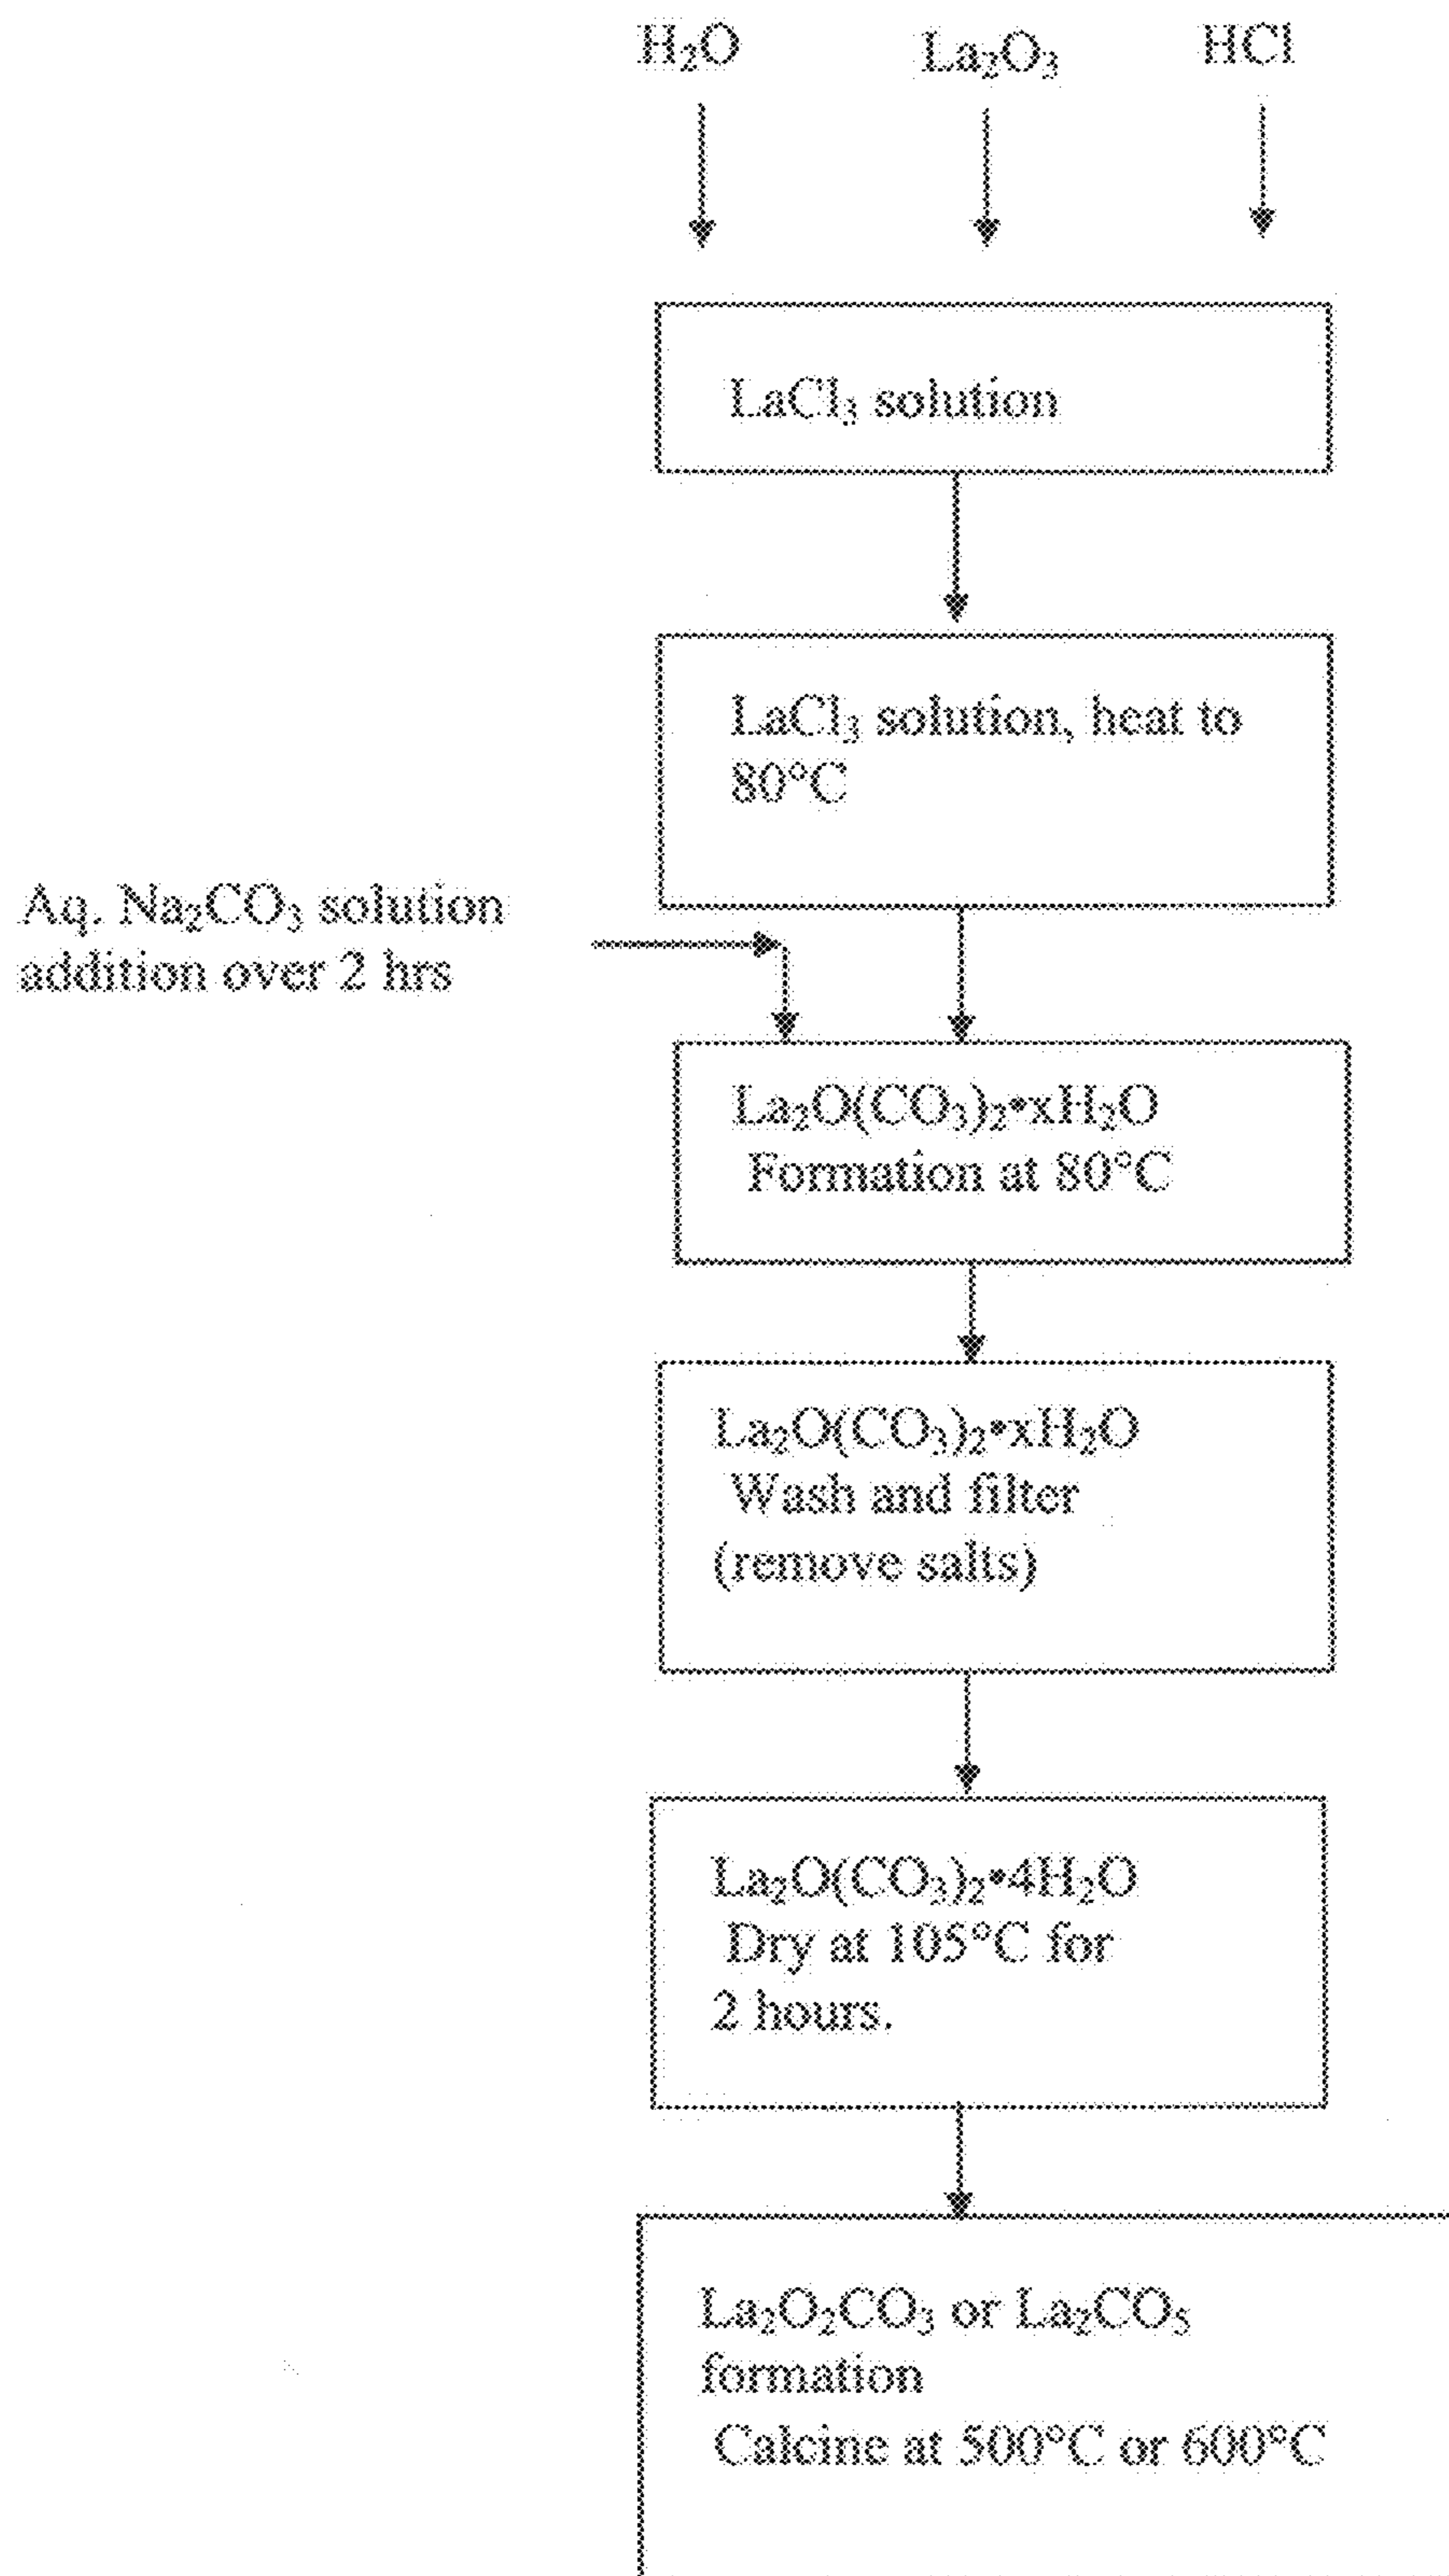 H₂O La₂O₃ HCl
LaCl₃ solution
LaCl₃ solution, heat to
80°C
Aq. Na₂CO₃ solution
addition over 2 hrs
La₂O(CO₃)₂•xH₂O
Formation at 80°C
La₂O(CO₃)₂•xH₂O
Wash and filter
(remove salts)
La₂O(CO₃)₂•4H₂O
Dry at 105°C for
2 hours.
La₂O₂CO₃ or La₂CO₅
formation
Calcine at 500°C or 600°C